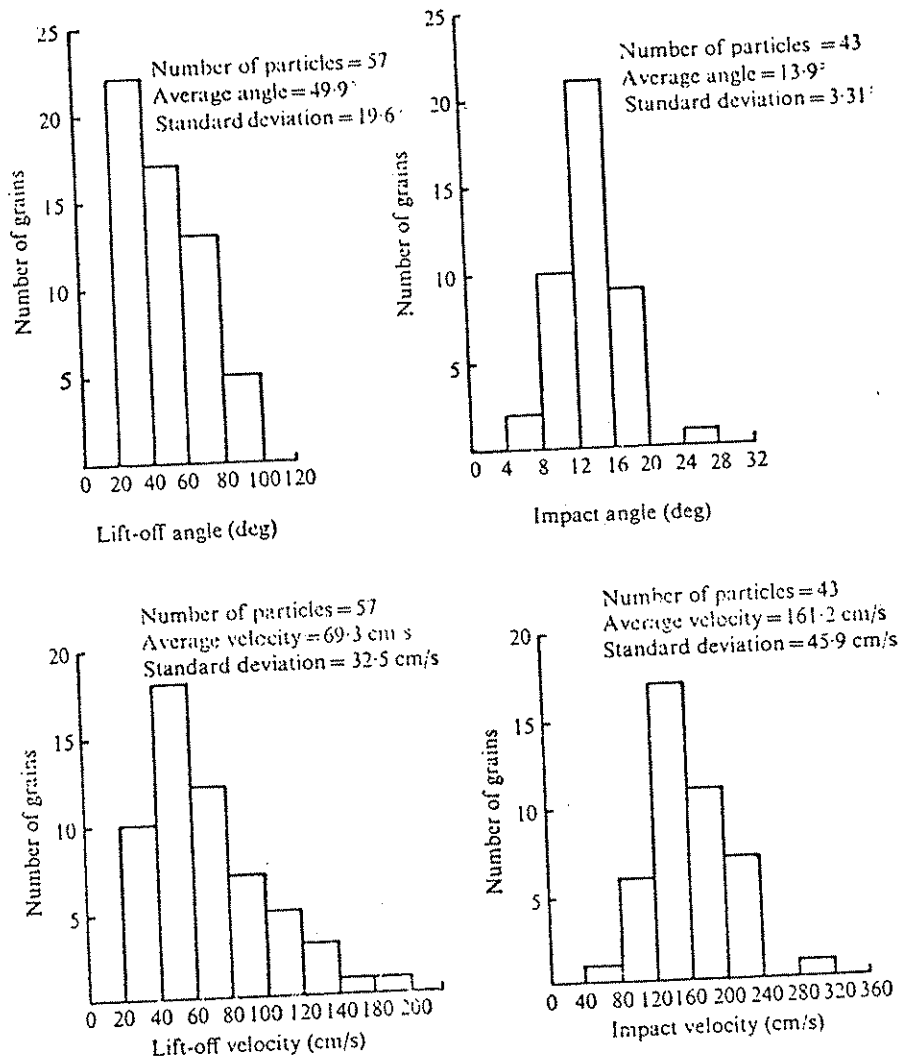 25
20
15
10
5
Number of grains
Number of particles = 57
Average angle = 49·9°
Standard deviation = 19·6°
0 20 40 60 80 100 120
Lift-off angle (deg)
25
20
15
10
5
Number of grains
Number of particles = 43
Average angle = 13·9°
Standard deviation = 3·31°
0 4 8 12 16 20 24 28 32
Impact angle (deg)
Number of particles = 57
Average velocity = 69·3 cm s
Standard deviation = 32·5 cm/s
20
15
10
5
Number of grains
0 20 40 60 80 100 120 140 160 200
Lift-off velocity (cm/s)
Number of particles = 43
Average velocity = 161·2 cm/s
Standard deviation = 45·9 cm/s
20
15
10
5
Number of grains
0 40 80 120 160 200 240 280 320 360
Impact velocity (cm/s)